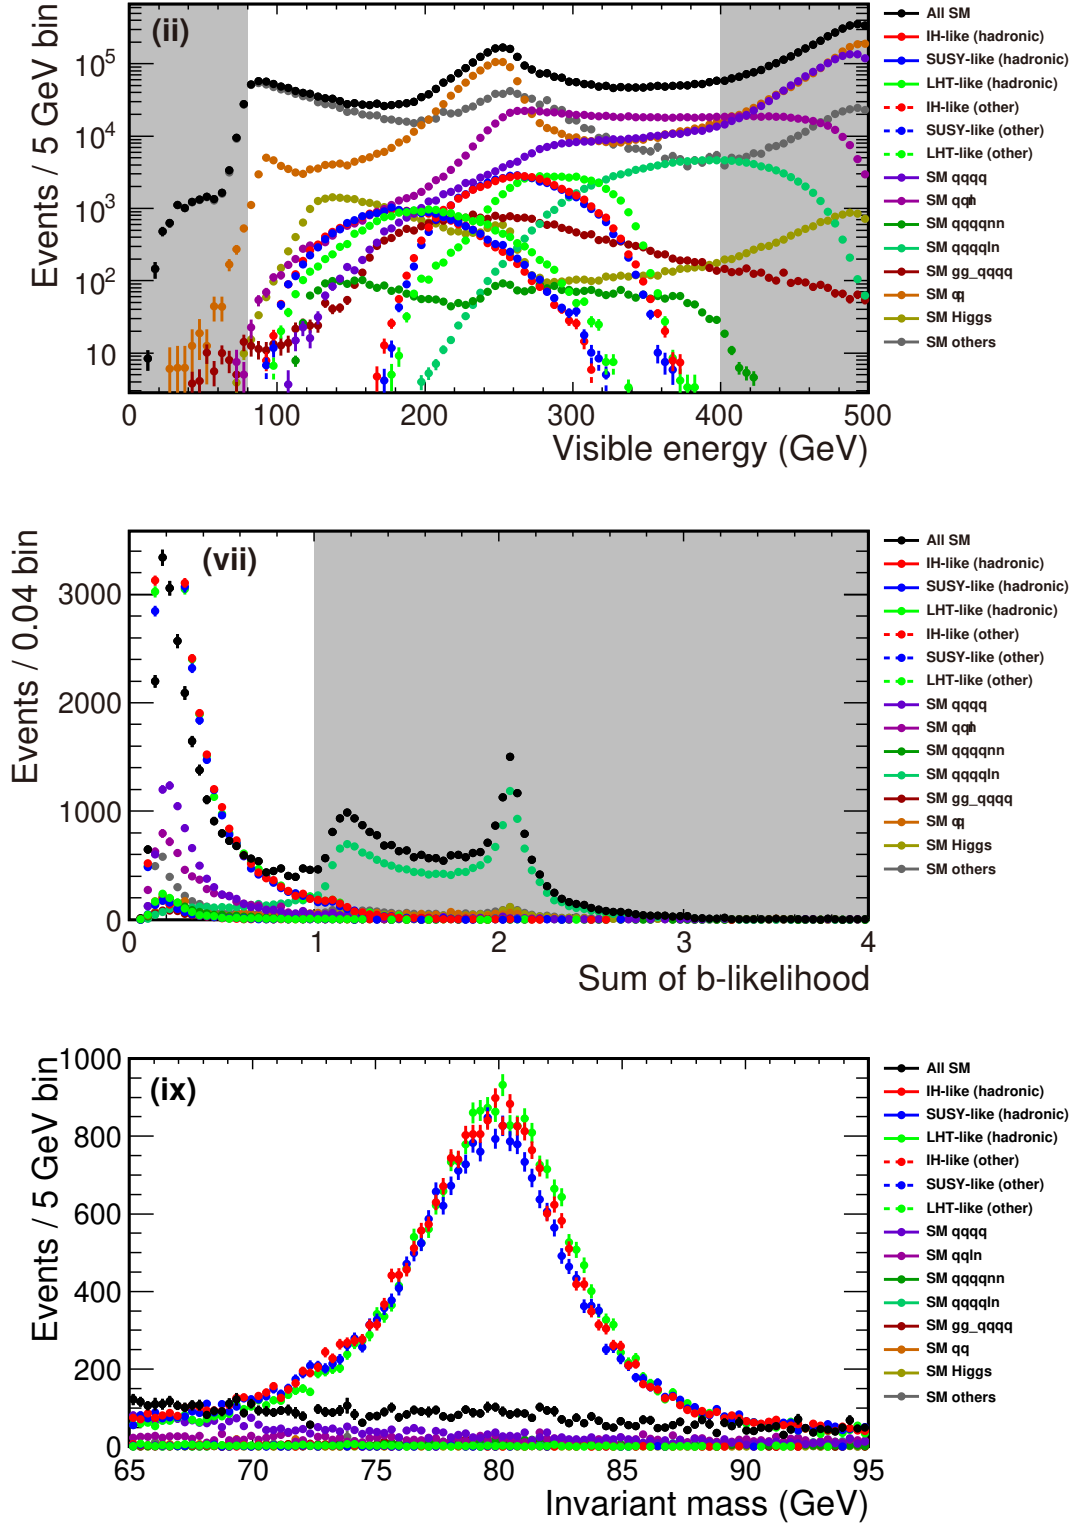 Events / 5 GeV bin
(ii)
10^5
10^4
10^3
10^2
10
0 100 200 300 400 500
Visible energy (GeV)
All SM
IH-like (hadronic)
SUSY-like (hadronic)
LHT-like (hadronic)
IH-like (other)
SUSY-like (other)
LHT-like (other)
SM qqqq
SM qqln
SM qqqqnn
SM qqqqln
SM gg_qqqq
SM qq
SM Higgs
SM others
Events / 0.04 bin
(vii)
3000
2000
1000
0
0 1 2 3 4
Sum of b-likelihood
All SM
IH-like (hadronic)
SUSY-like (hadronic)
LHT-like (hadronic)
IH-like (other)
SUSY-like (other)
LHT-like (other)
SM qqqq
SM qqln
SM qqqqnn
SM qqqqln
SM gg_qqqq
SM qq
SM Higgs
SM others
Events / 5 GeV bin
(ix)
1000
800
600
400
200
0
65 70 75 80 85 90 95
Invariant mass (GeV)
All SM
IH-like (hadronic)
SUSY-like (hadronic)
LHT-like (hadronic)
IH-like (other)
SUSY-like (other)
LHT-like (other)
SM qqqq
SM qqln
SM qqqqnn
SM qqqqln
SM gg_qqqq
SM qq
SM Higgs
SM others